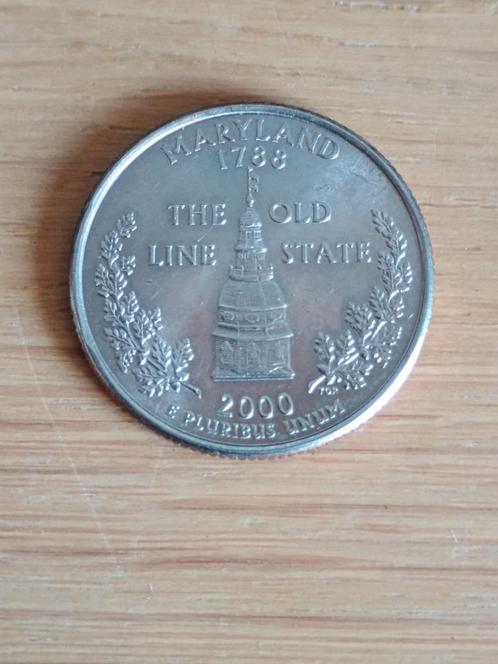 MARYLAND
1788
THE OLD
LINE STATE
2000
E PLURIBUS UNUM